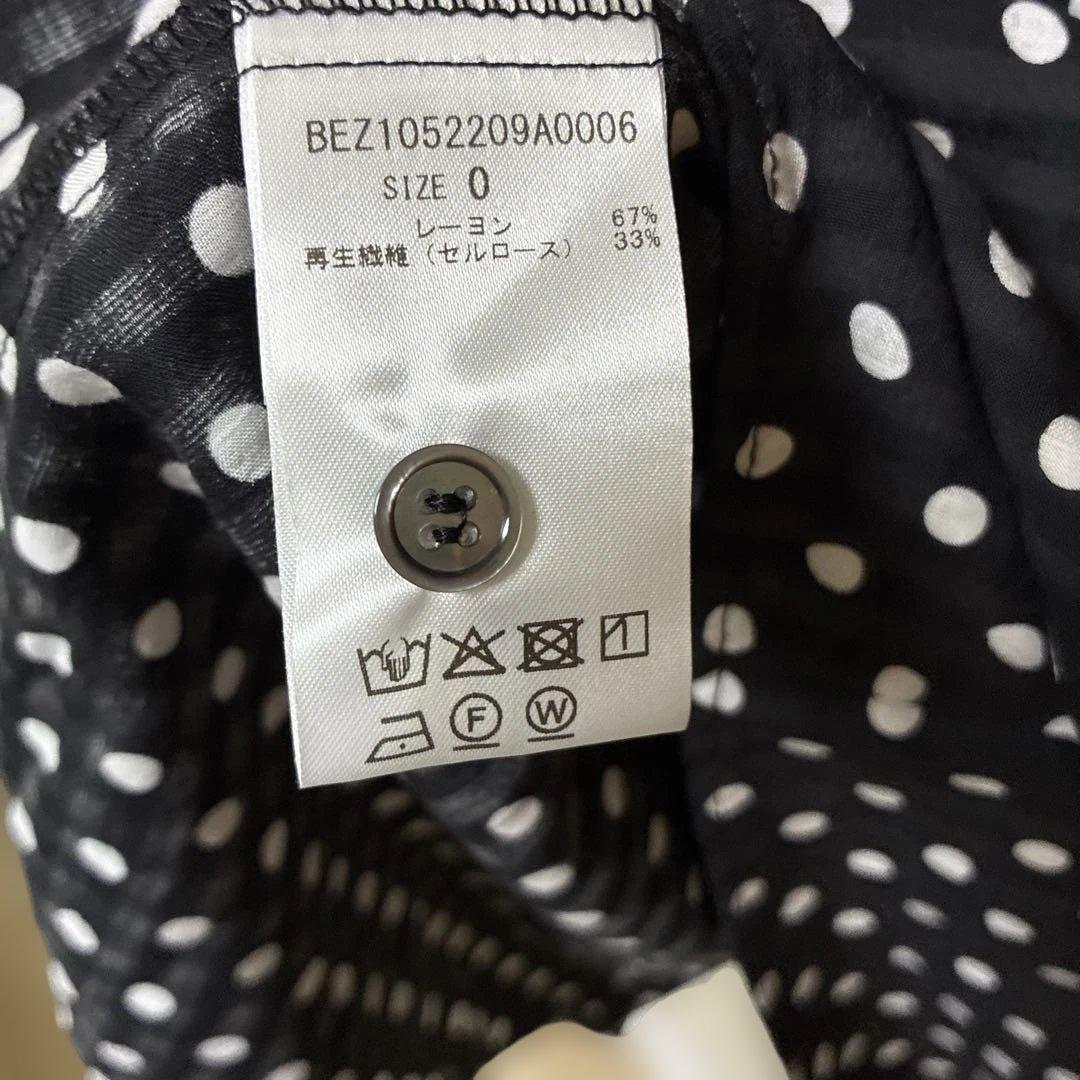 BEZ1052209A0006
SIZE 0
レーヨン 67%
再生繊維（セルロース） 33%
F W